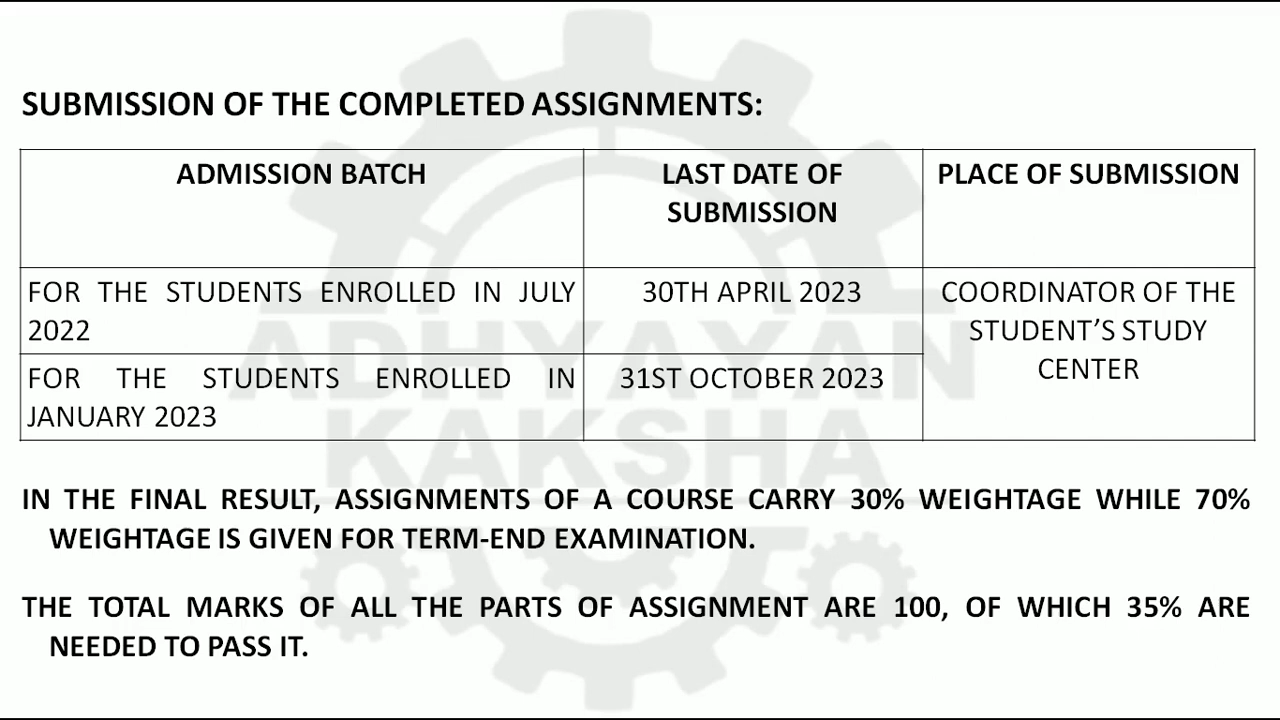 SUBMISSION OF THE COMPLETED ASSIGNMENTS:
ADMISSION BATCH
LAST DATE OF
SUBMISSION
PLACE OF SUBMISSION
FOR THE STUDENTS ENROLLED IN JULY
2022
30TH APRIL 2023
COORDINATOR OF THE
STUDENT’S STUDY
CENTER
FOR THE STUDENTS ENROLLED IN
JANUARY 2023
31ST OCTOBER 2023
ADHYAYAN
KAKSHA
IN THE FINAL RESULT, ASSIGNMENTS OF A COURSE CARRY 30% WEIGHTAGE WHILE 70%
WEIGHTAGE IS GIVEN FOR TERM-END EXAMINATION.
THE TOTAL MARKS OF ALL THE PARTS OF ASSIGNMENT ARE 100, OF WHICH 35% ARE
NEEDED TO PASS IT.